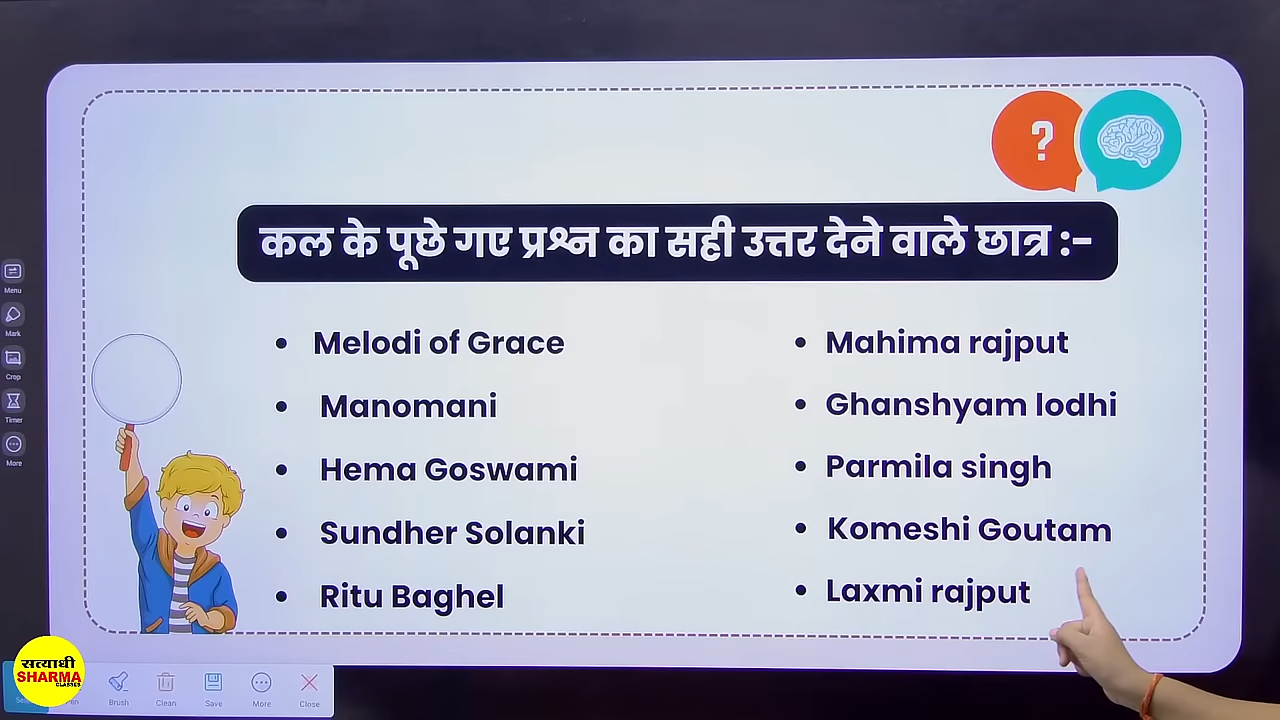 ?
कल के पूछे गए प्रश्न का सही उत्तर देने वाले छात्र :-
• Melodi of Grace
• Manomani
• Hema Goswami
• Sundher Solanki
• Ritu Baghel
• Mahima rajput
• Ghanshyam lodhi
• Parmila singh
• Komeshi Goutam
• Laxmi rajput
Menu
Mark
Crop
Timer
More
सत्याधी
SHARMA
CLASSES
Brush
Clean
Save
More
Close